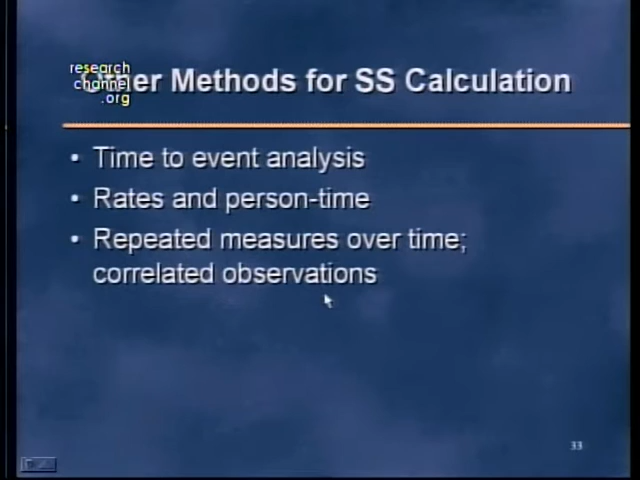 research
channel
.org
Other Methods for SS Calculation
• Time to event analysis
• Rates and person-time
• Repeated measures over time;
correlated observations
33